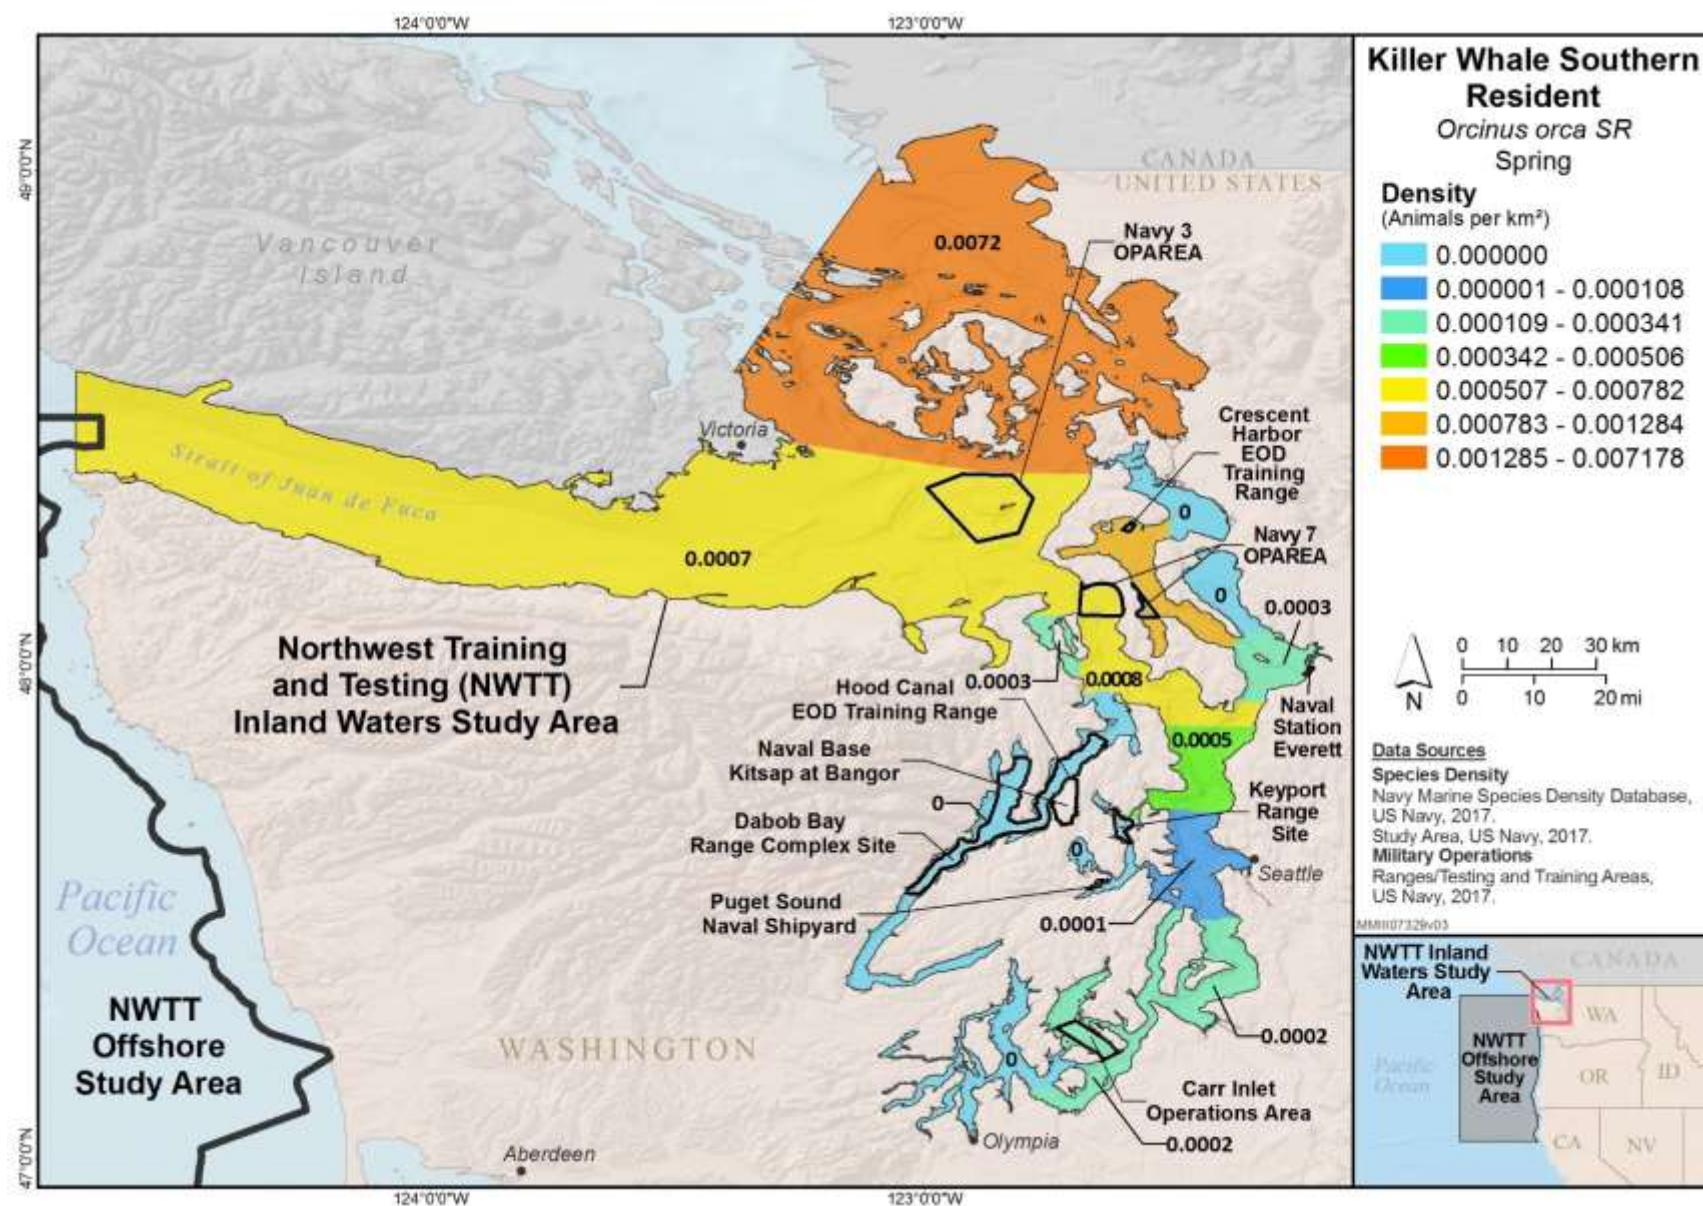 124°0'0"W
123°0'0"W
49°0'0"N
48°0'0"N
47°0'0"N
124°0'0"W
123°0'0"W
CANADA
UNITED STATES
Vancouver
Island
0.0072
Navy 3
OPAREA
Victoria
Strait of Juan de Fuca
0.0007
Crescent
Harbor
EOD
Training
Range
0
Navy 7
OPAREA
0
0.0003
Northwest Training
and Testing (NWTT)
Inland Waters Study Area
0.0003
0.0008
Hood Canal
EOD Training Range
Naval
Station
Everett
0.0005
Naval Base
Kitsap at Bangor
0
Keyport
Range
Site
Dabob Bay
Range Complex Site
0
Seattle
Puget Sound
Naval Shipyard
0.0001
Pacific
Ocean
NWTT
Offshore
Study Area
WASHINGTON
0
0.0002
Carr Inlet
Operations Area
0.0002
Olympia
Aberdeen
Killer Whale Southern
Resident
Orcinus orca SR
Spring
Density
(Animals per km²)
0.000000
0.000001 - 0.000108
0.000109 - 0.000341
0.000342 - 0.000506
0.000507 - 0.000782
0.000783 - 0.001284
0.001285 - 0.007178
N
0 10 20 30 km
0 10 20 mi
Data Sources
Species Density
Navy Marine Species Density Database,
US Navy, 2017.
Study Area, US Navy, 2017.
Military Operations
Ranges/Testing and Training Areas,
US Navy, 2017.
MMIII07329v03
NWTT Inland
Waters Study
Area
CANADA
WA
NWTT
Offshore
Study
Area
Pacific
Ocean
OR
ID
CA
NV